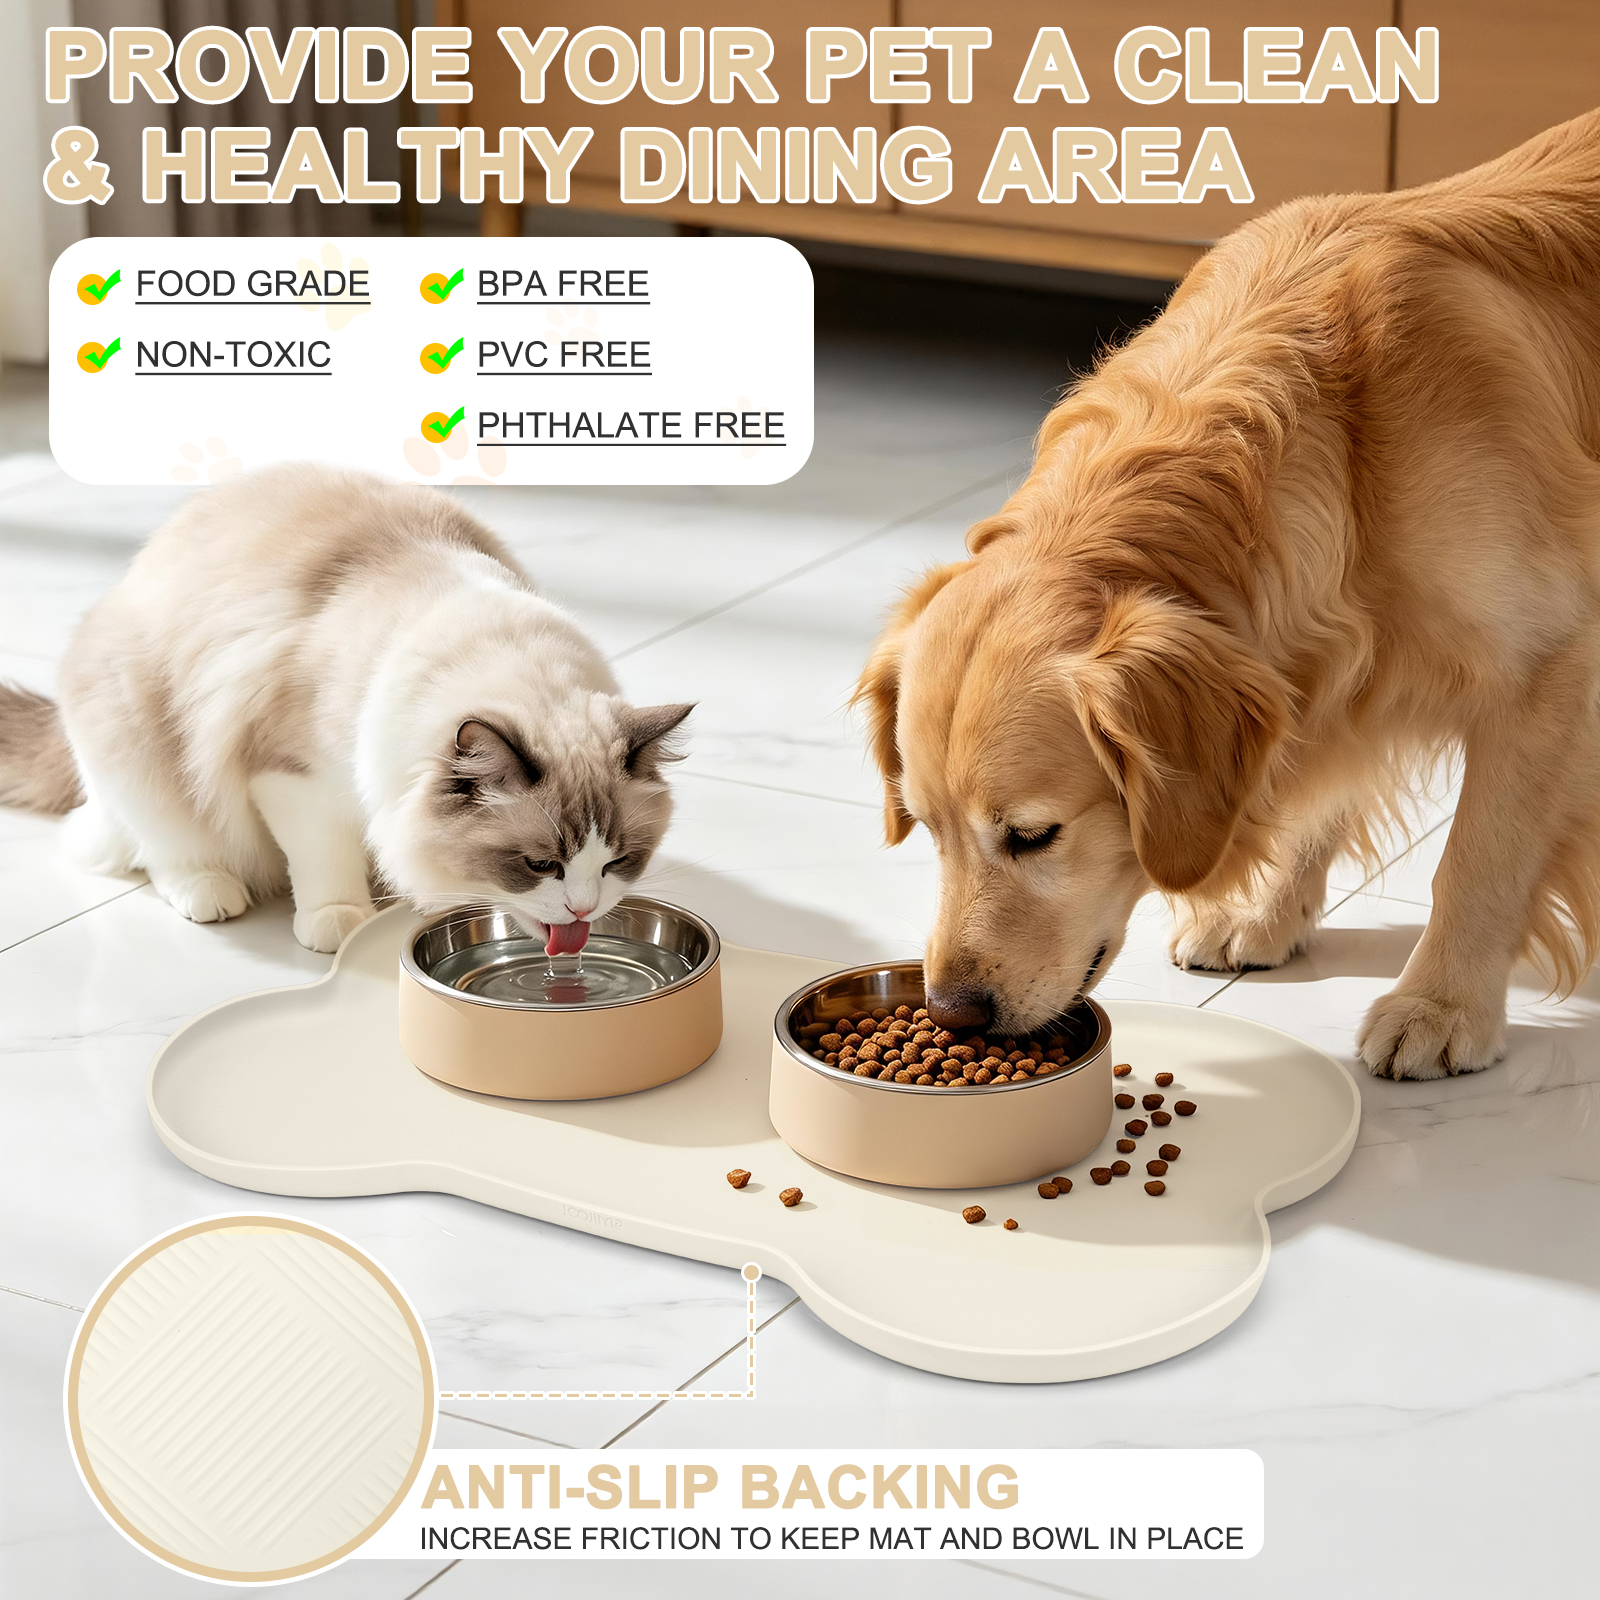 PROVIDE YOUR PET A CLEAN
& HEALTHY DINING AREA
FOOD GRADE
BPA FREE
NON-TOXIC
PVC FREE
PHTHALATE FREE
ANTI-SLIP BACKING
INCREASE FRICTION TO KEEP MAT AND BOWL IN PLACE